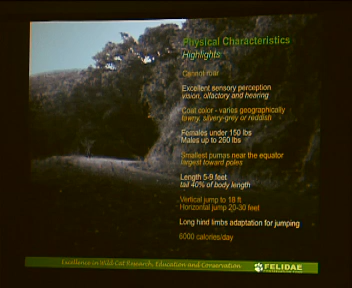 Physical Characteristics
Highlights
Cannot roar
Excellent sensory perception
vision, olfactory and hearing
Coat color - varies geographically
tawny, silvery-grey or reddish
Females under 150 lbs
Males up to 260 lbs
Smallest pumas near the equator
largest toward poles
Length 5-9 feet
tail 40% of body length
Vertical jump to 18 ft
Horizontal jump 20-30 feet
Long hind limbs adaptation for jumping
6000 calories/day
Excellence in Wild Cat Research, Education and Conservation
FELIDAE